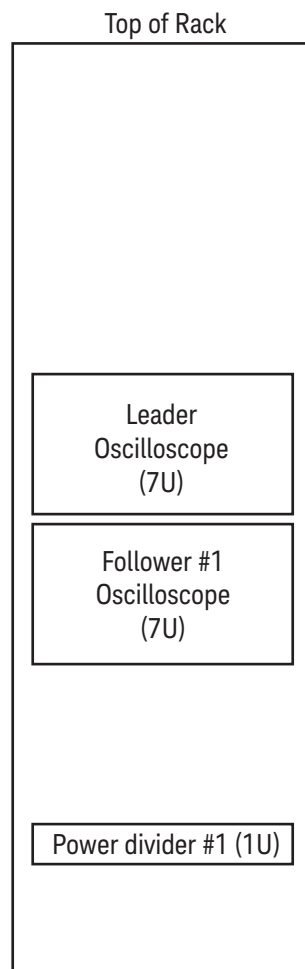 Top of Rack
Leader
Oscilloscope
(7U)
Follower #1
Oscilloscope
(7U)
Power divider #1 (1U)